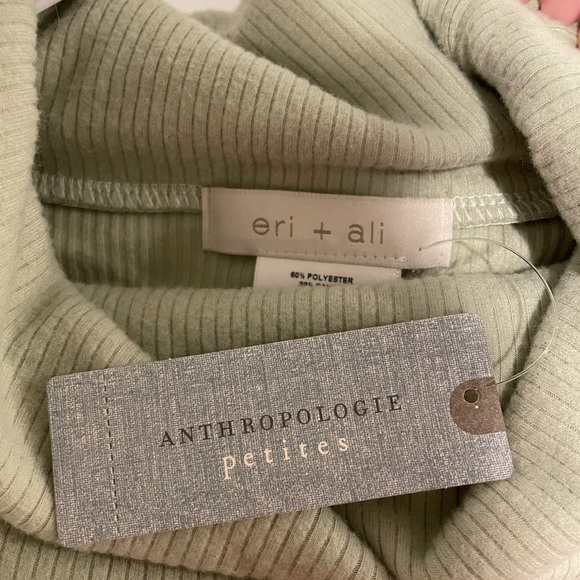 eri + ali
60% POLYESTER
ANTHROPOLOGIE
petites